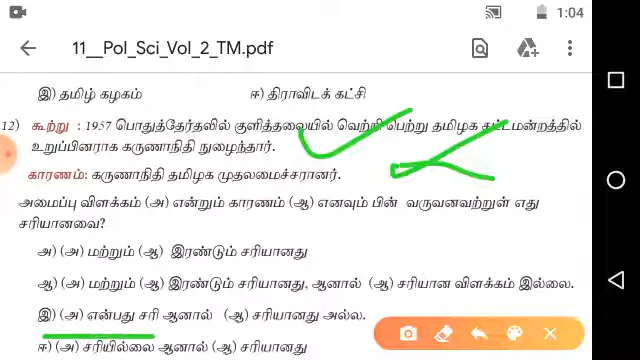 1:04
11__Pol_Sci_Vol_2_TM.pdf
இ) தமிழ் கழகம் ஈ) திராவிடக் கட்சி
12) கூற்று : 1957 பொதுத்தேர்தலில் குளித்தலையில் வெற்றி பெற்று தமிழக சட்டமன்றத்தில்
உறுப்பினராக கருணாநிதி நுழைந்தார்.
காரணம்: கருணாநிதி தமிழக முதலமைச்சரானர்.
அமைப்பு விளக்கம் (அ) என்றும் காரணம் (ஆ) எனவும் பின் வருவனவற்றுள் எது
சரியானவை?
அ) (அ) மற்றும் (ஆ) இரண்டும் சரியானது
ஆ) (அ) மற்றும் (ஆ) இரண்டும் சரியானது, ஆனால் (ஆ) சரியான விளக்கம் இல்லை.
இ) (அ) என்பது சரி ஆனால் (ஆ) சரியானது அல்ல.
ஈ) (அ) சரியில்லை ஆனால் (ஆ) சரியானது